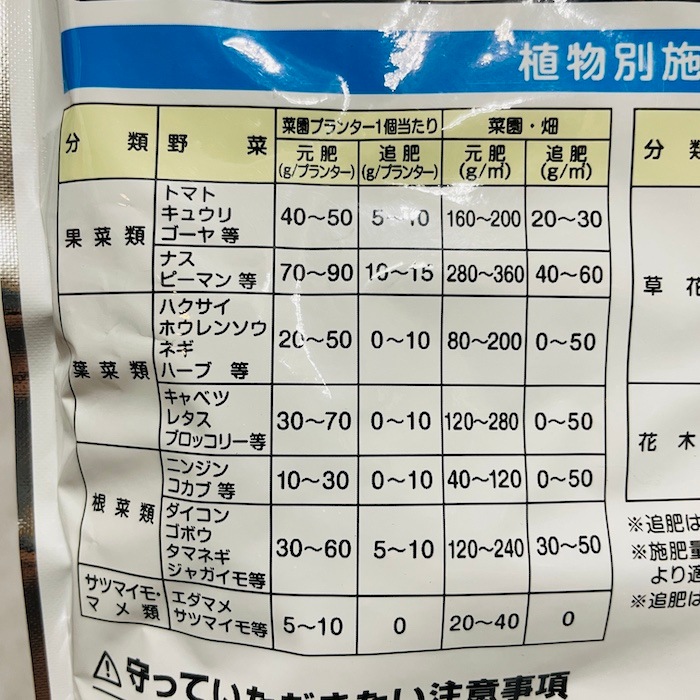 植物別施
分類 野菜 菜園プランター1個当たり 菜園・畑
元肥(g/プランター) 追肥(g/プランター) 元肥(g/㎡) 追肥(g/㎡)
果菜類
トマト
キュウリ
ゴーヤ 等
40〜50 5〜10 160〜200 20〜30
ナス
ピーマン 等
70〜90 10〜15 280〜360 40〜60
葉菜類
ハクサイ
ホウレンソウ
ネギ
ハーブ 等
20〜50 0〜10 80〜200 0〜50
キャベツ
レタス
ブロッコリー等
30〜70 0〜10 120〜280 0〜50
根菜類
ニンジン
コカブ 等
10〜30 0〜10 40〜120 0〜50
ダイコン
ゴボウ
タマネギ
ジャガイモ等
30〜60 5〜10 120〜240 30〜50
サツマイモ・
マメ類
エダマメ
サツマイモ等
5〜10 0 20〜40 0
分類
草花
花木
※追肥は
※施肥量
より適
※追肥は
守っていただきたい注意事項